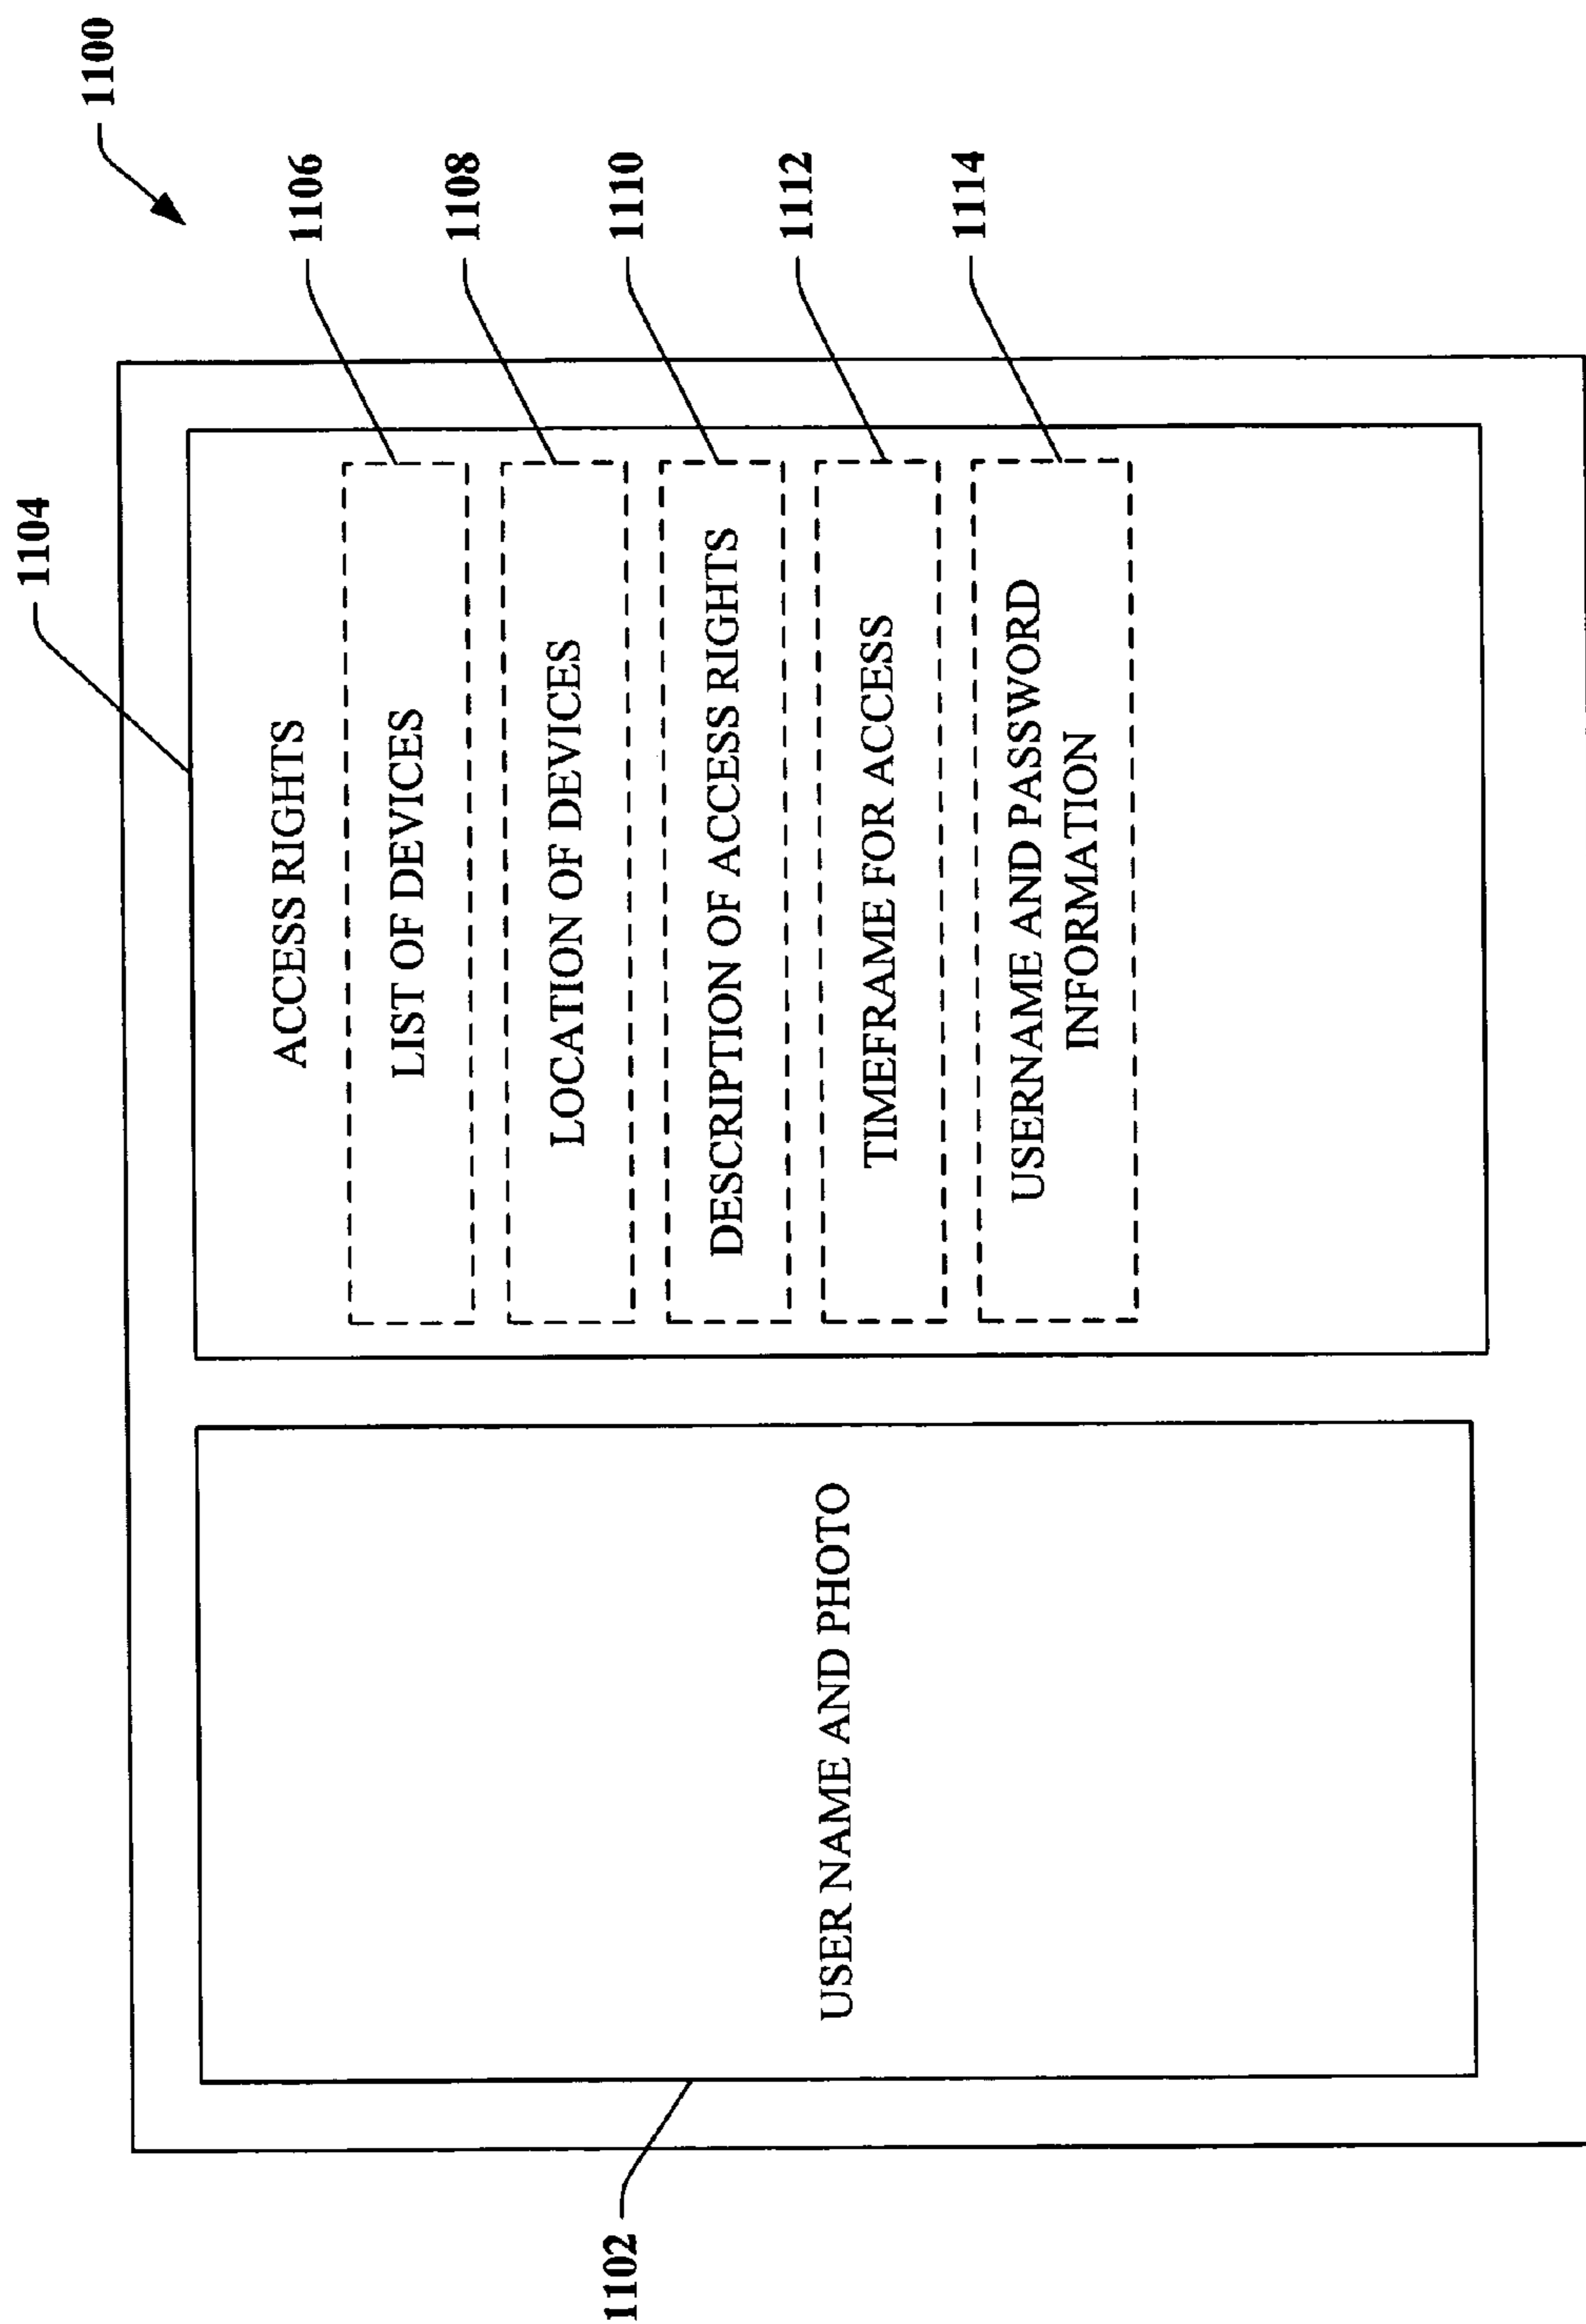 1100
1104
1106
1108
1110
1112
1114
1102
USER NAME AND PHOTO
ACCESS RIGHTS
LIST OF DEVICES
LOCATION OF DEVICES
DESCRIPTION OF ACCESS RIGHTS
TIMEFRAME FOR ACCESS
USERNAME AND PASSWORD
INFORMATION